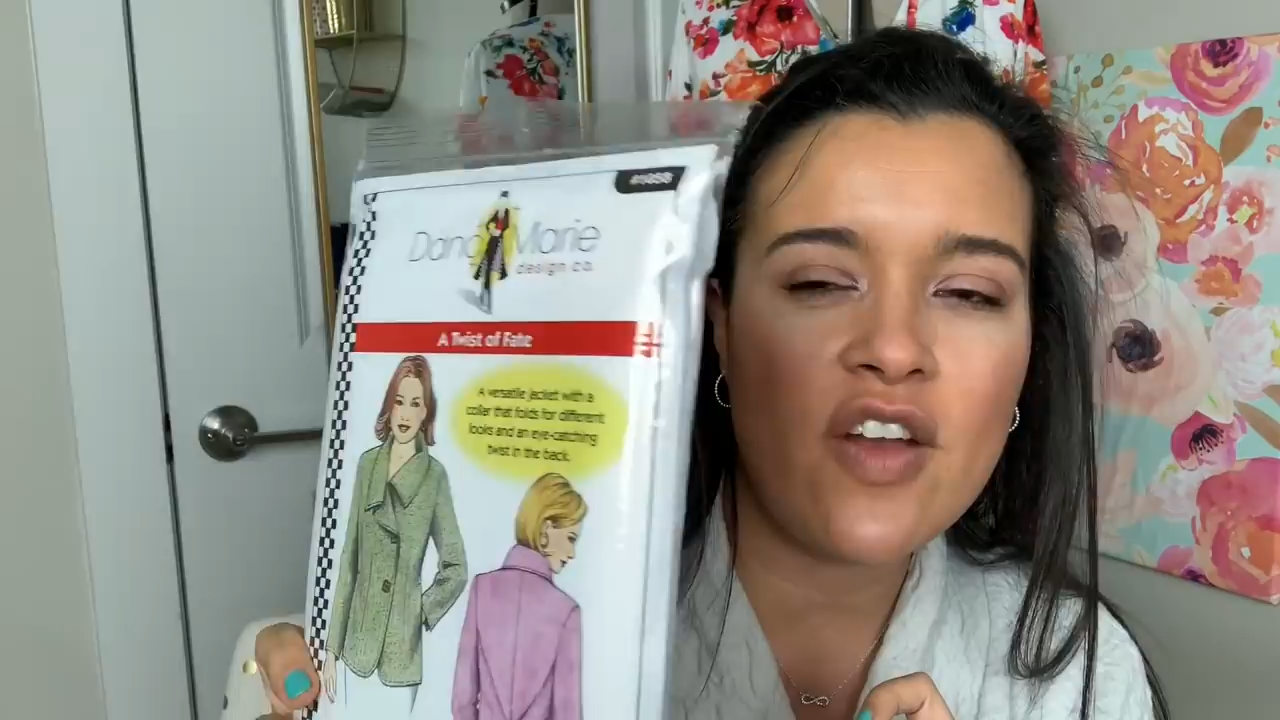 Dana Marie
design co.
A Twist of Fate
A versatile jacket with a
collar that folds for different
looks and an eye-catching
twist in the back.